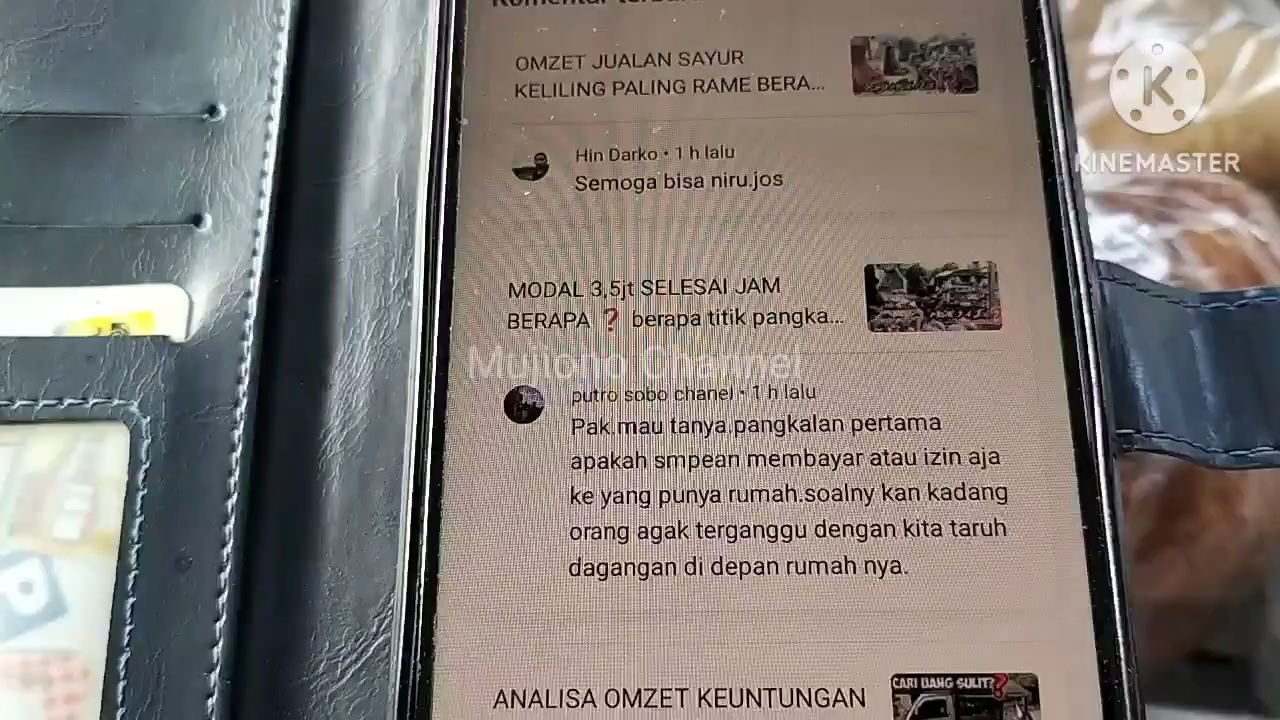 Komentar terbaru
OMZET JUALAN SAYUR
KELILING PALING RAME BERA...
Hin Darko • 1 h lalu
Semoga bisa niru.jos
MODAL 3,5jt SELESAI JAM
BERAPA ❓ berapa titik pangka...
Muliono Channel
putro sobo chanel • 1 h lalu
Pak.mau tanya.pangkalan pertama
apakah smpean membayar atau izin aja
ke yang punya rumah.soalny kan kadang
orang agak terganggu dengan kita taruh
dagangan di depan rumah nya.
ANALISA OMZET KEUNTUNGAN
CARI UANG SULIT?
K
KINEMASTER
P